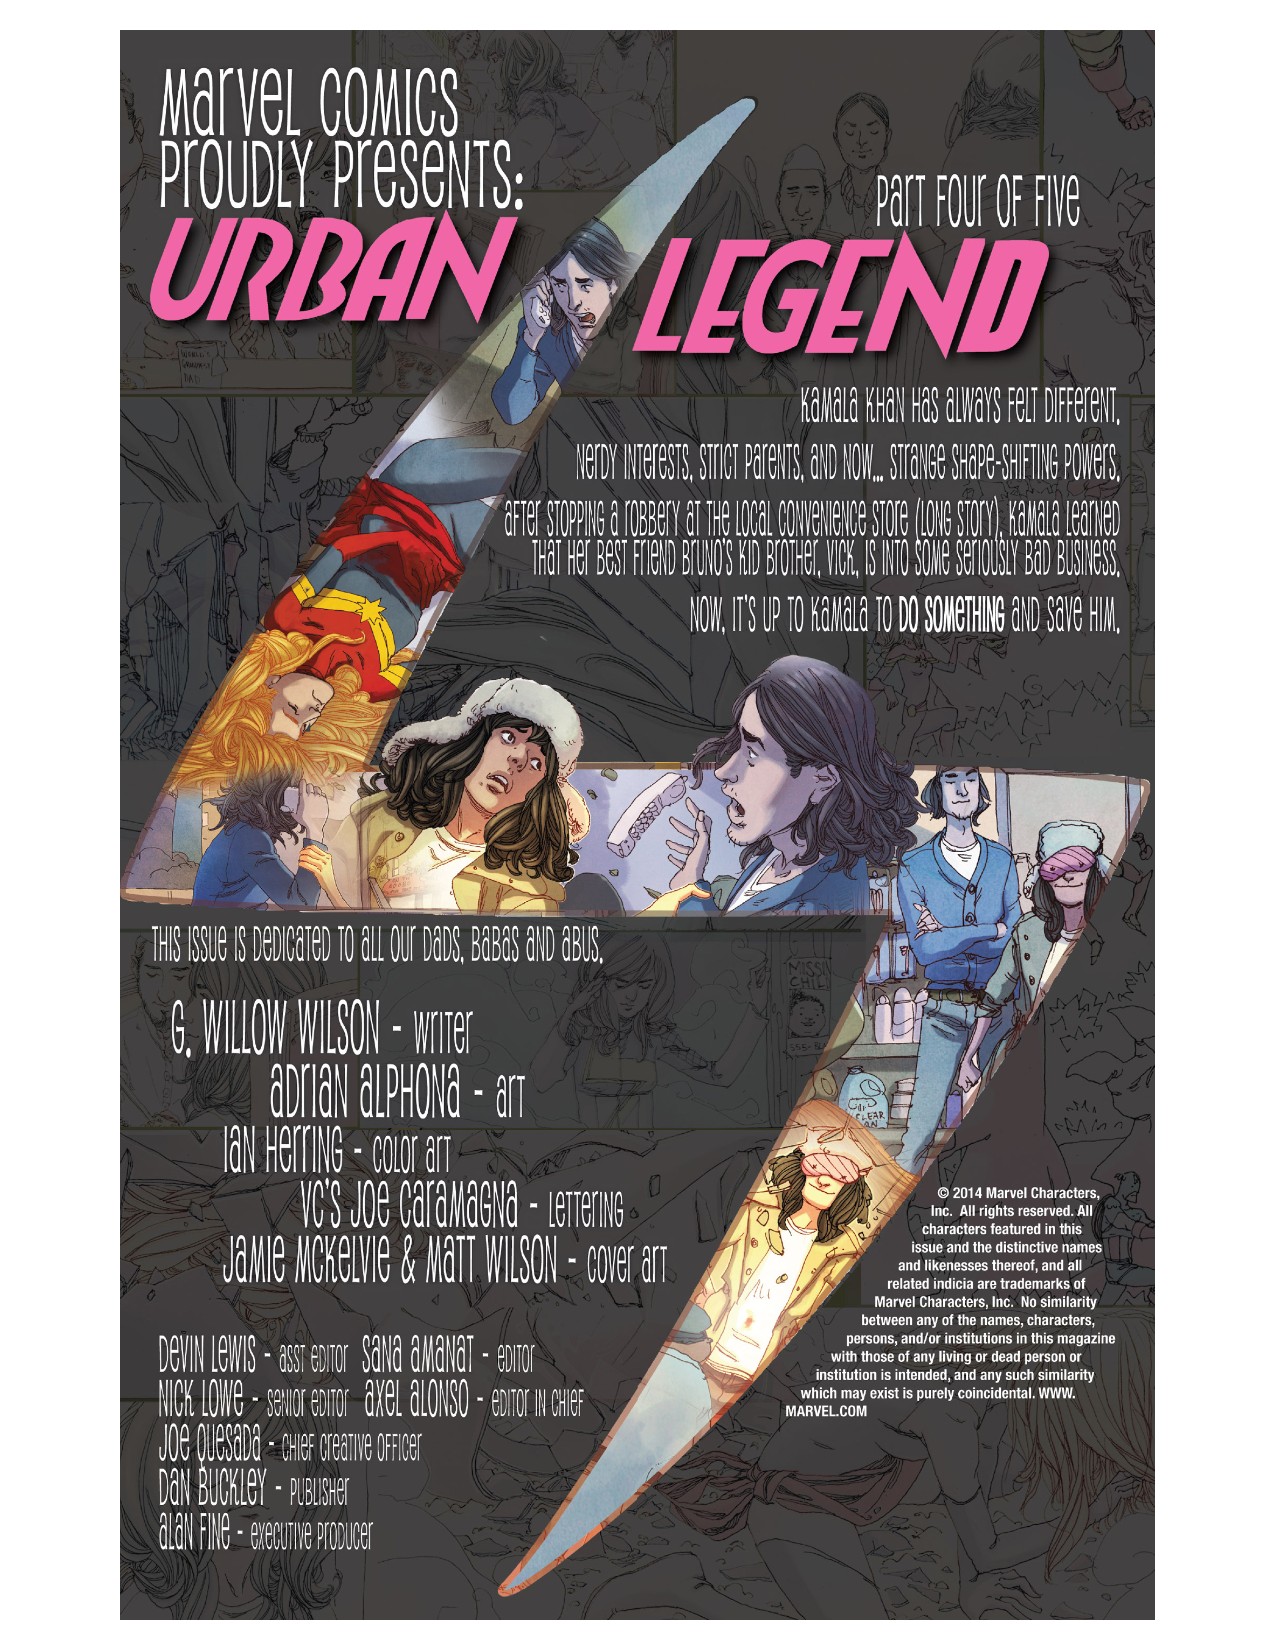 Marvel Comics
Proudly Presents:
URBAN LEGEND
Part Four of Five
Kamala Khan has always felt different.
Nerdy interests, strict parents, and now... strange shape-shifting powers.
After stopping a robbery at the local convenience store (long story), Kamala learned
that her best friend Bruno's kid brother, Vick, is into some seriously bad business.
Now, it's up to Kamala to DO SOMETHING and save him.
This issue is dedicated to all our dads, babas and abus.
G. Willow Wilson - writer
Adrian Alphona - art
Ian Herring - color art
VC's Joe Caramagna - lettering
Jamie McKelvie & Matt Wilson - cover art
Devin Lewis - asst editor Sana Amanat - editor
Nick Lowe - senior editor Axel Alonso - editor in chief
Joe Quesada - chief creative officer
Dan Buckley - publisher
Alan Fine - executive producer
© 2014 Marvel Characters,
Inc. All rights reserved. All
characters featured in this
issue and the distinctive names
and likenesses thereof, and all
related indicia are trademarks of
Marvel Characters, Inc. No similarity
between any of the names, characters,
persons, and/or institutions in this magazine
with those of any living or dead person or
institution is intended, and any such similarity
which may exist is purely coincidental. WWW.
MARVEL.COM
WORLD'S
DAD
MISSI
CHIL
555-
CLEAR